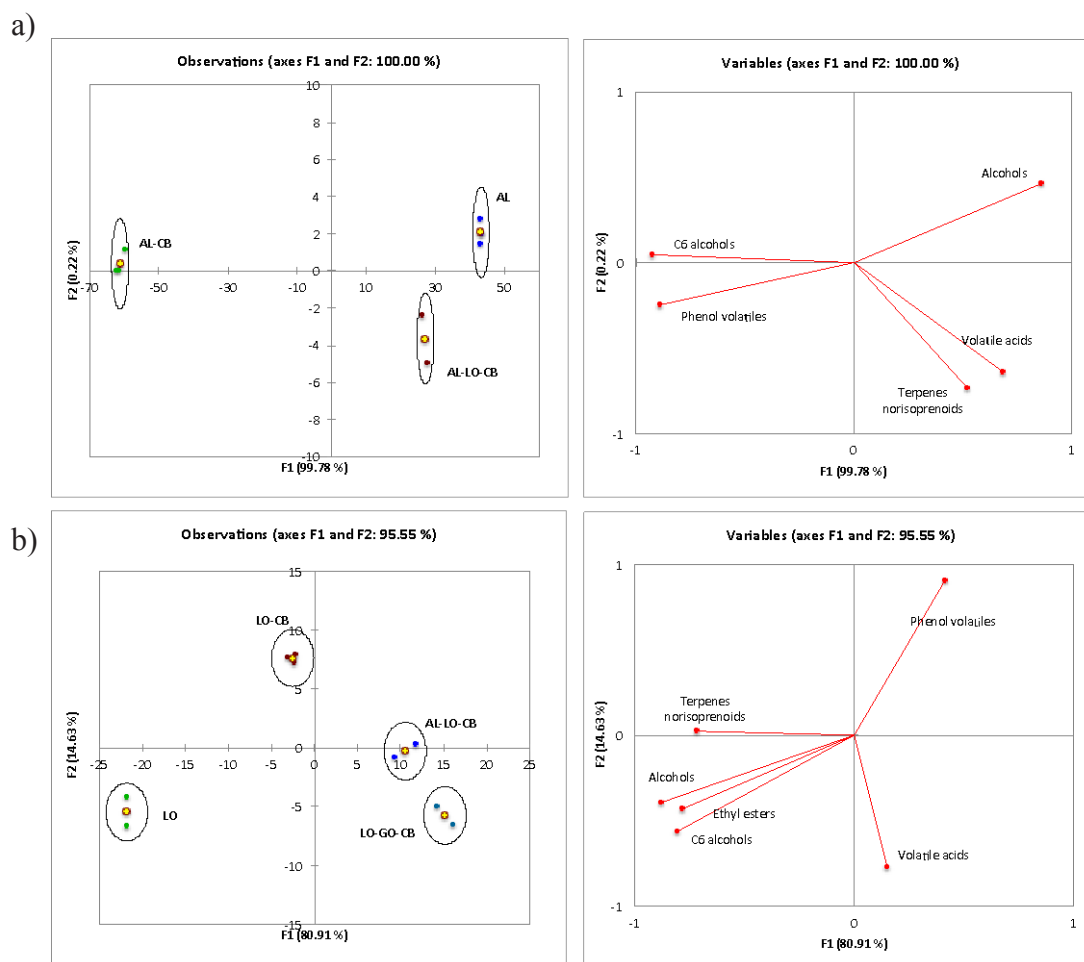 a)
Observations (axes F1 and F2: 100.00 %)
10
8
6
4
2
0
-2
-4
-6
-8
-10
-70
-50
-30
-10
10
30
50
F2 (0.22 %)
F1 (99.78 %)
AL-CB
AL
AL-LO-CB
Variables (axes F1 and F2: 100.00 %)
1
0
-1
-1
0
1
F2 (0.22 %)
F1 (99.78 %)
Alcohols
C6 alcohols
Phenol volatiles
Volatile acids
Terpenes
norisoprenoids
b)
Observations (axes F1 and F2: 95.55 %)
15
10
5
0
-5
-10
-15
-25
-20
-15
-10
-5
0
5
10
15
20
25
F2 (14.63 %)
F1 (80.91 %)
LO-CB
AL-LO-CB
LO
LO-GO-CB
Variables (axes F1 and F2: 95.55 %)
1
0
-1
-1
0
1
F2 (14.63 %)
F1 (80.91 %)
Phenol volatiles
Terpenes
norisoprenoids
Alcohols
Ethyl esters
C6 alcohols
Volatile acids